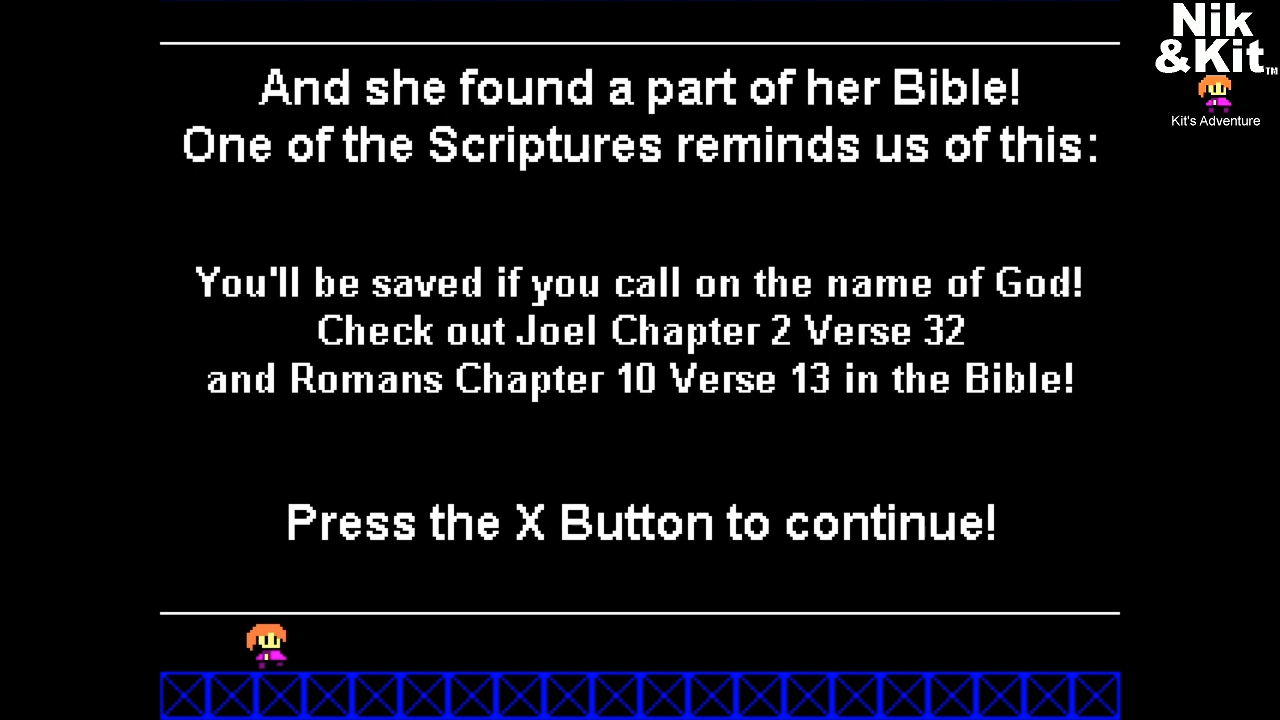 Nik
&Kit™
Kit's Adventure
And she found a part of her Bible!
One of the Scriptures reminds us of this:
You'll be saved if you call on the name of God!
Check out Joel Chapter 2 Verse 32
and Romans Chapter 10 Verse 13 in the Bible!
Press the X Button to continue!